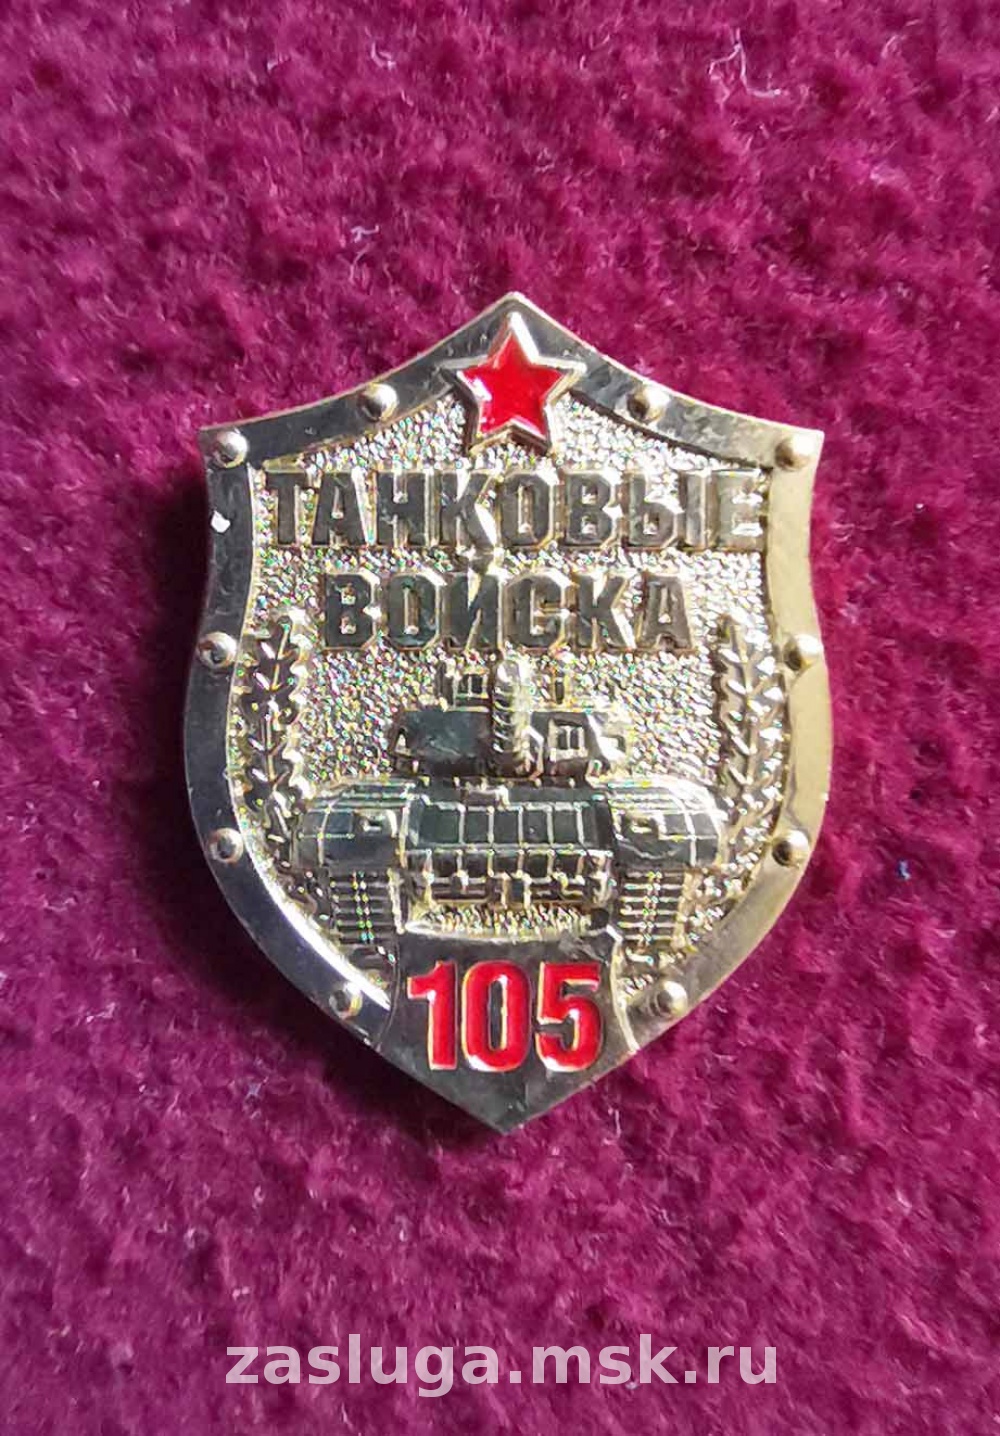 ТАНКОВЫЕ
ВОЙСКА
105
zasluga.msk.ru